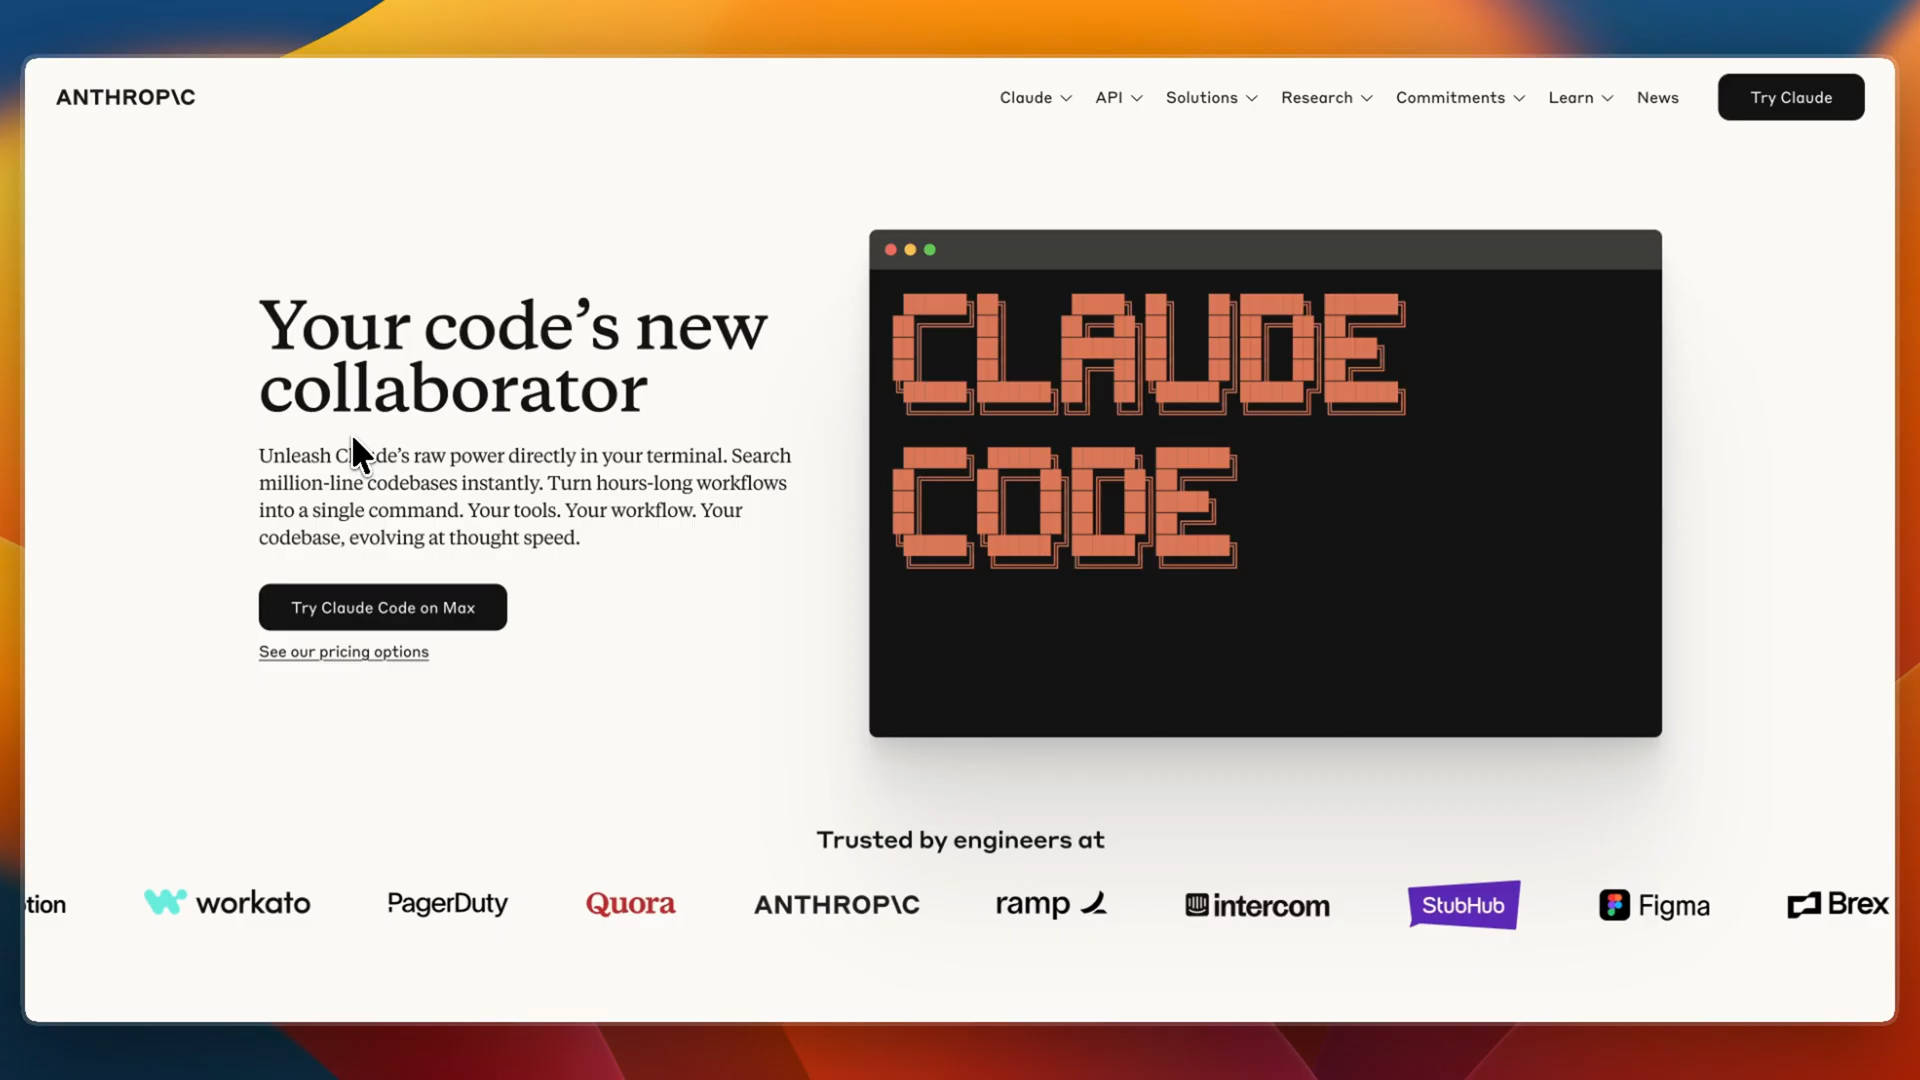 ANTHROP\C
Claude API Solutions Research Commitments Learn News Try Claude
Your code’s new
collaborator
Unleash Claude’s raw power directly in your terminal. Search
million-line codebases instantly. Turn hours-long workflows
into a single command. Your tools. Your workflow. Your
codebase, evolving at thought speed.
Try Claude Code on Max
See our pricing options
CLAUDE
CODE
Trusted by engineers at
tion workato PagerDuty Quora ANTHROP\C ramp intercom StubHub Figma Brex